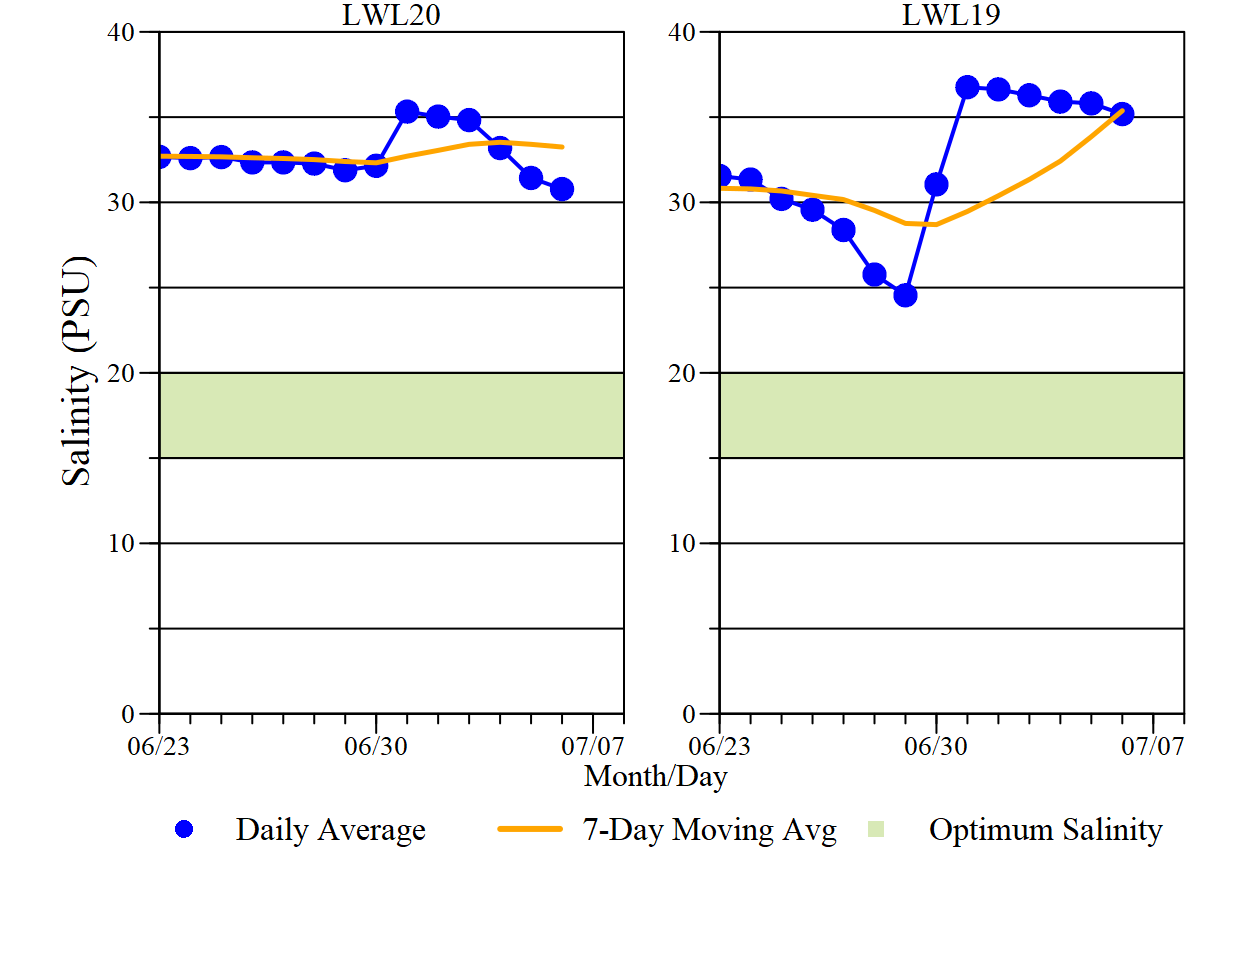 LWL20
LWL19
40
30
20
10
0
40
30
20
10
0
Salinity (PSU)
06/23
06/30
07/07
06/23
06/30
07/07
Month/Day
Daily Average
7-Day Moving Avg
Optimum Salinity